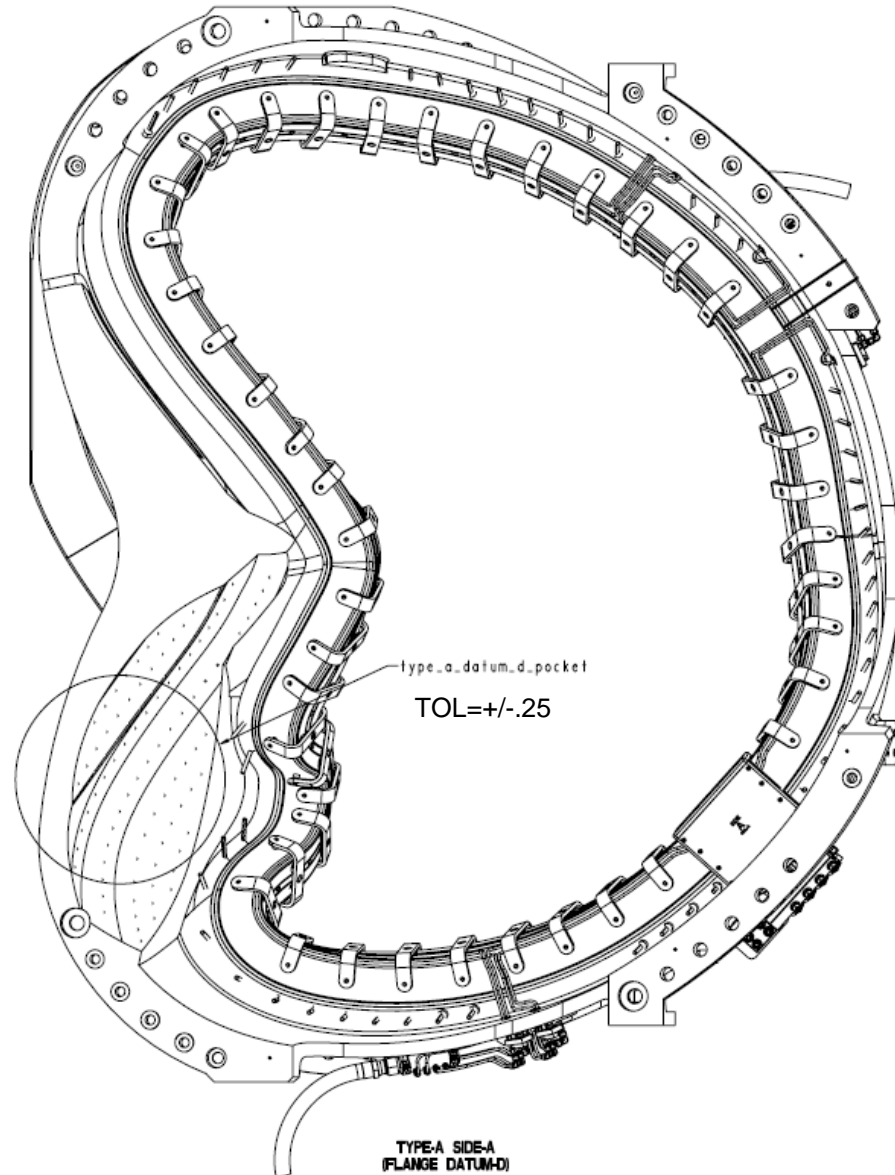 type_a_datum_d_pocket
TOL=+/-.25
A
TYPE-A SIDE-A
(FLANGE DATUM-D)